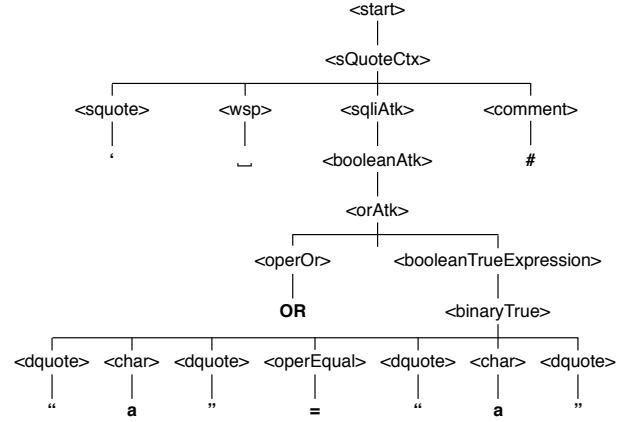 <start>
<sQuoteCtx>
<squote> <wsp> <sqliAtk> <comment>
‘ ⎵ <booleanAtk> #
<orAtk>
<operOr> <booleanTrueExpression>
OR <binaryTrue>
<dquote> <char> <dquote> <operEqual> <dquote> <char> <dquote>
“ a ” = “ a ”